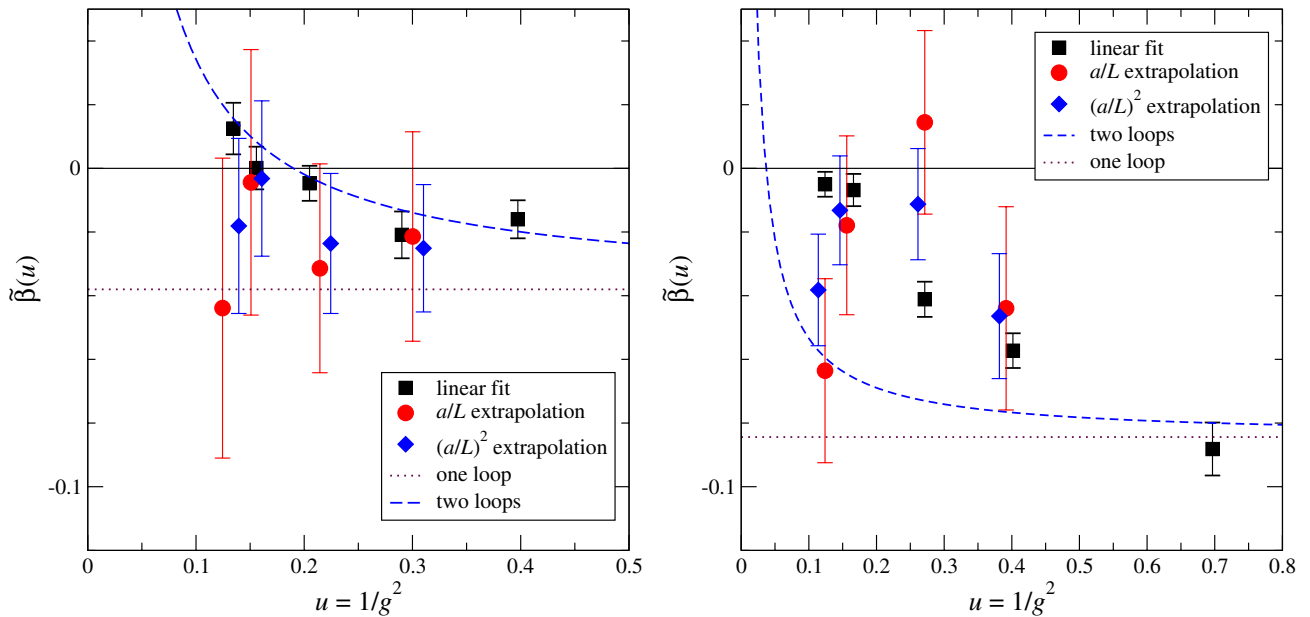 0
-0.1
β̃(u)
0
0.1
0.2
0.3
0.4
0.5
u = 1/g²
linear fit
a/L extrapolation
(a/L)² extrapolation
one loop
two loops
0
-0.1
β̃(u)
0
0.1
0.2
0.3
0.4
0.5
0.6
0.7
0.8
u = 1/g²
linear fit
a/L extrapolation
(a/L)² extrapolation
two loops
one loop